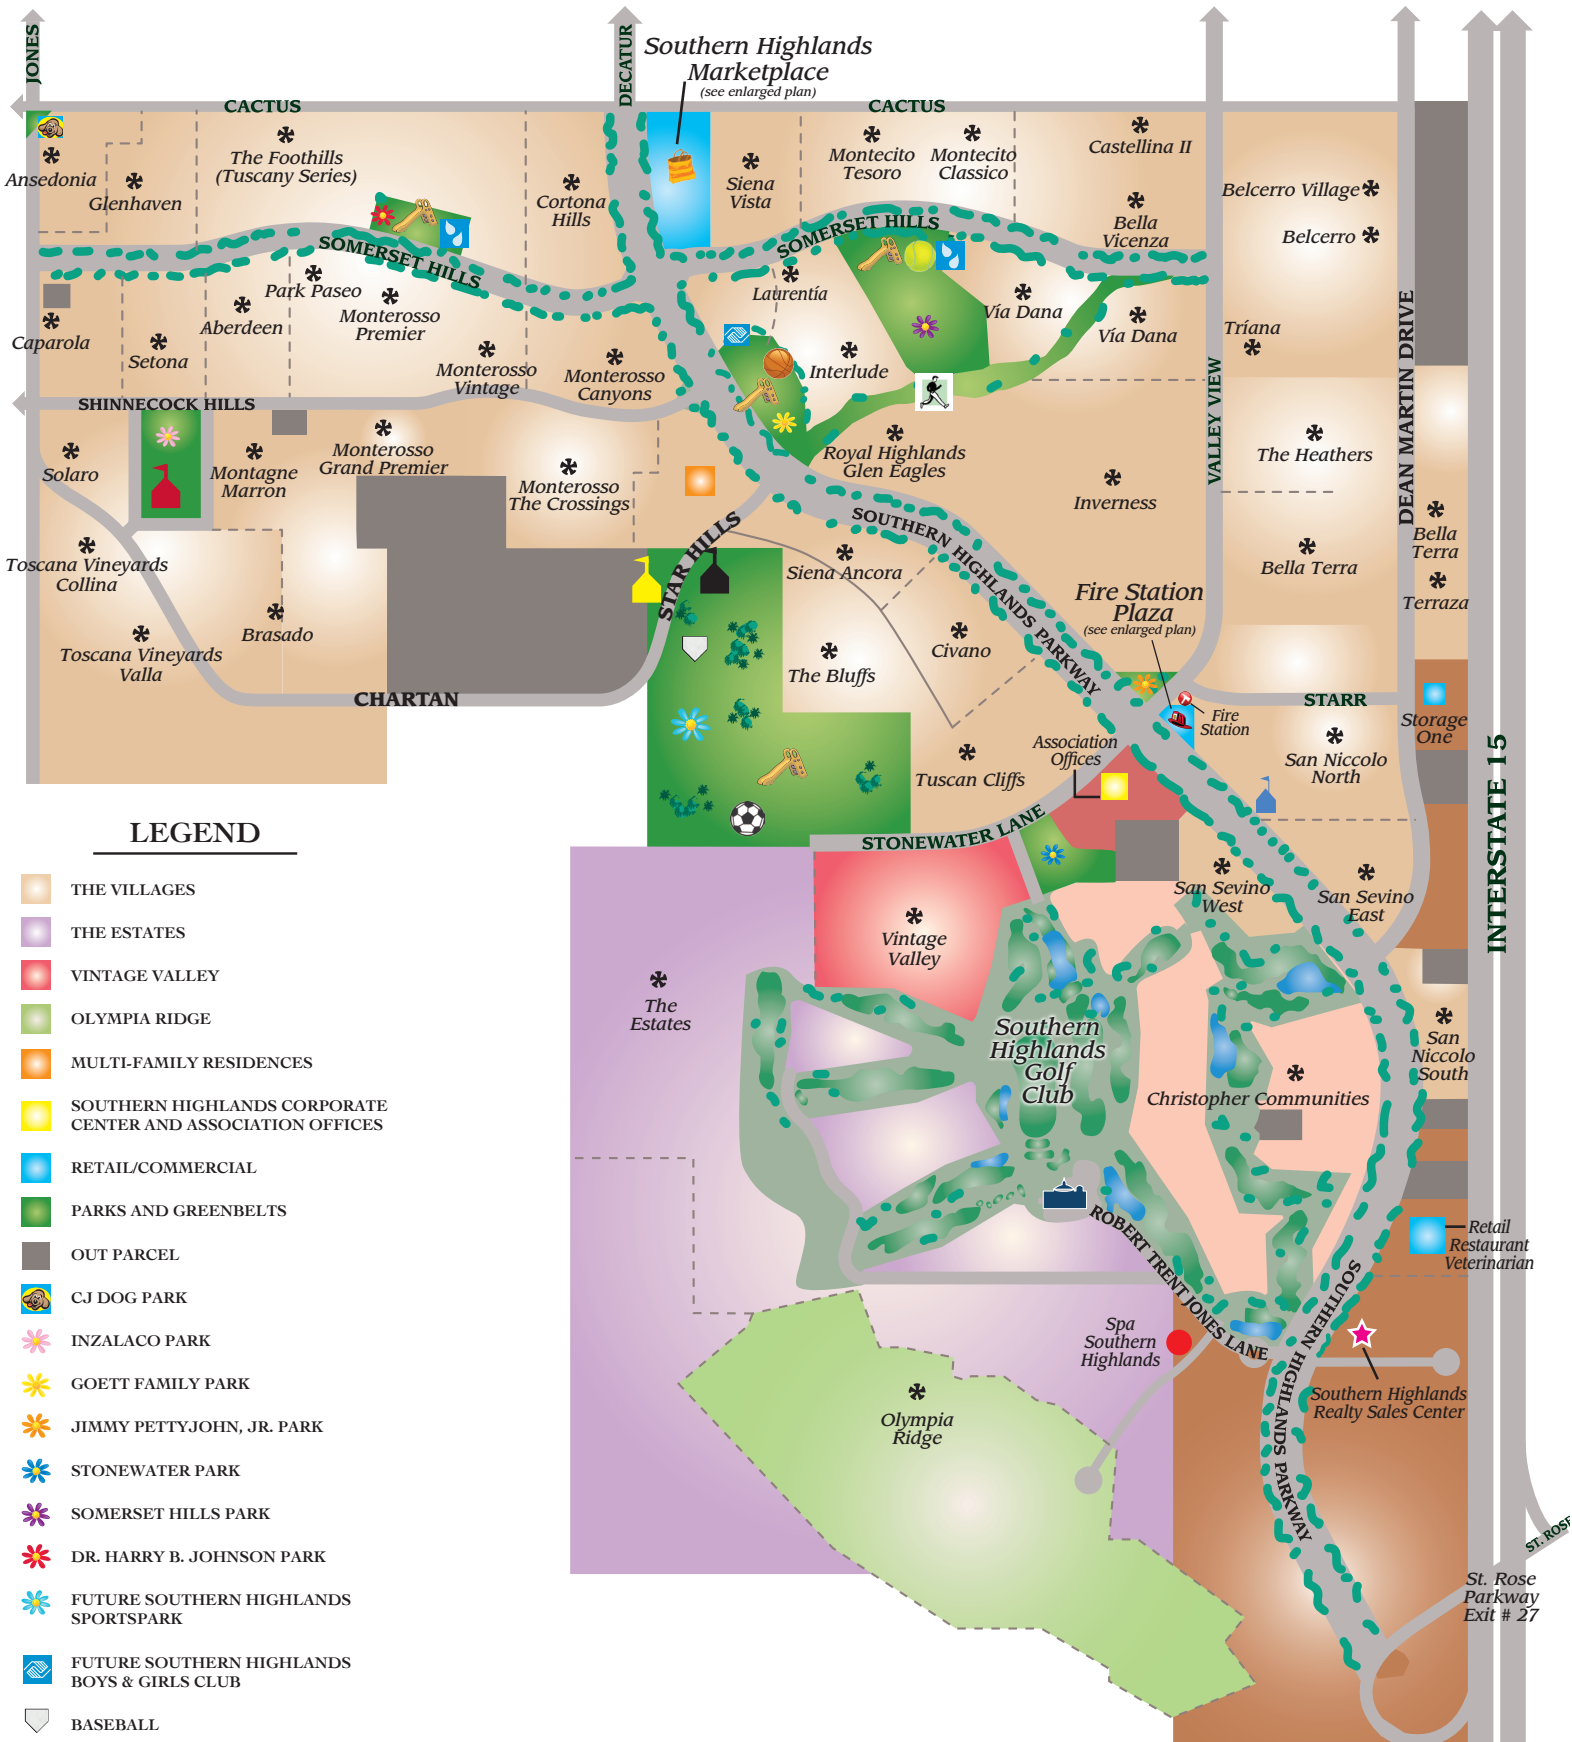 JONES
DECATUR
Southern Highlands
Marketplace
(see enlarged plan)
CACTUS
CACTUS
Ansedonia
Glenhaven
The Foothills
(Tuscany Series)
Cortona
Hills
Siena
Vista
Montecito
Tesoro
Montecito
Classico
Castellina II
Bella
Vicenza
Belcerro Village
Belcerro
SOMERSET HILLS
SOMERSET HILLS
Caparola
Setona
Aberdeen
Park Paseo
Monterosso
Premier
Monterosso
Vintage
Monterosso
Canyons
Laurentía
Interlude
Vía Dana
Vía Dana
Tríana
VALLEY VIEW
DEAN MARTIN DRIVE
SHINNECOCK HILLS
Solaro
Montagne
Marron
Monterosso
Grand Premier
Monterosso
The Crossings
Royal Highlands
Glen Eagles
Inverness
The Heathers
Bella
Terra
Bella Terra
Terraza
Toscana Vineyards
Collina
Toscana Vineyards
Valla
Brasado
STAR HILLS
CHARTAN
SOUTHERN HIGHLANDS PARKWAY
Siena Ancora
The Bluffs
Civano
Tuscan Cliffs
Fire Station
Plaza
(see enlarged plan)
Fire
Station
STARR
Storage
One
San Niccolo
North
Association
Offices
STONEWATER LANE
INTERSTATE 15
San Sevino
West
San Sevino
East
Vintage
Valley
The
Estates
Southern
Highlands
Golf
Club
San
Niccolo
South
Christopher Communities
ROBERT TRENT JONES LANE
Retail
Restaurant
Veterinarian
Spa
Southern
Highlands
SOUTHERN HIGHLANDS PARKWAY
Southern Highlands
Realty Sales Center
Olympia
Ridge
ST. ROSE
St. Rose
Parkway
Exit # 27
LEGEND
THE VILLAGES
THE ESTATES
VINTAGE VALLEY
OLYMPIA RIDGE
MULTI-FAMILY RESIDENCES
SOUTHERN HIGHLANDS CORPORATE
CENTER AND ASSOCIATION OFFICES
RETAIL/COMMERCIAL
PARKS AND GREENBELTS
OUT PARCEL
CJ DOG PARK
INZALACO PARK
GOETT FAMILY PARK
JIMMY PETTYJOHN, JR. PARK
STONEWATER PARK
SOMERSET HILLS PARK
DR. HARRY B. JOHNSON PARK
FUTURE SOUTHERN HIGHLANDS
SPORTSPARK
FUTURE SOUTHERN HIGHLANDS
BOYS & GIRLS CLUB
BASEBALL